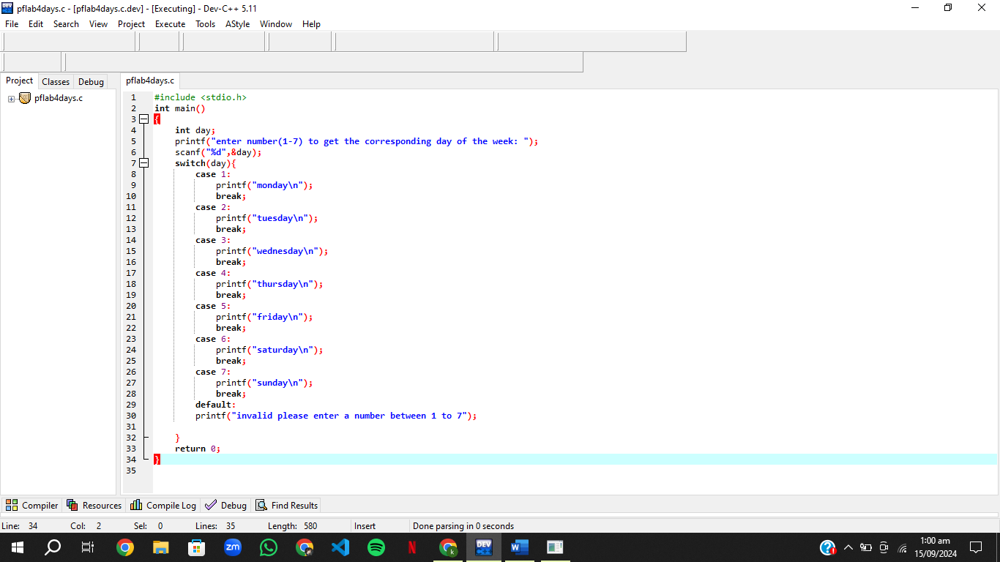 pflab4days.c - [pflab4days.c.dev] - [Executing] - Dev-C++ 5.11
File Edit Search View Project Execute Tools AStyle Window Help
Project Classes Debug
pflab4days.c
pflab4days.c
1 #include <stdio.h>
2 int main()
3 {
4 int day;
5 printf("enter number(1-7) to get the corresponding day of the week: ");
6 scanf("%d",&day);
7 switch(day){
8 case 1:
9 printf("monday\n");
10 break;
11 case 2:
12 printf("tuesday\n");
13 break;
14 case 3:
15 printf("wednesday\n");
16 break;
17 case 4:
18 printf("thursday\n");
19 break;
20 case 5:
21 printf("friday\n");
22 break;
23 case 6:
24 printf("saturday\n");
25 break;
26 case 7:
27 printf("sunday\n");
28 break;
29 default:
30 printf("invalid please enter a number between 1 to 7");
31
32 }
33 return 0;
34 }
35
Compiler Resources Compile Log Debug Find Results
Line: 34 Col: 2 Sel: 0 Lines: 35 Length: 580 Insert Done parsing in 0 seconds
zm k DEV W 1:00 am
15/09/2024